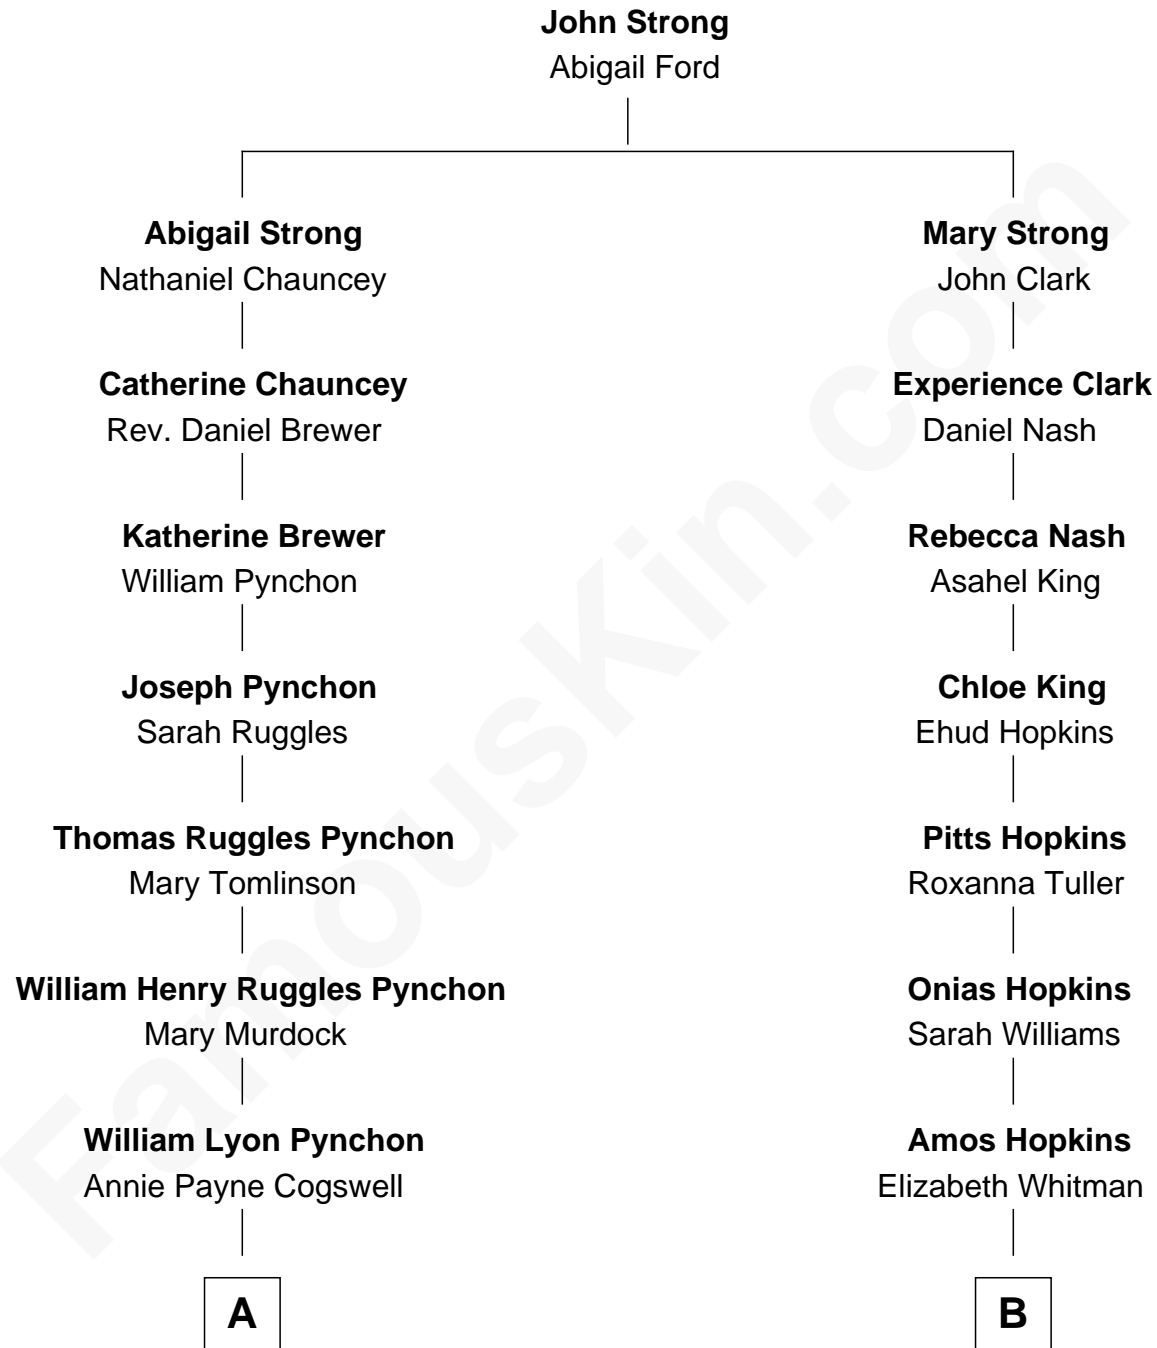 John Strong
Abigail Ford
Abigail Strong
Nathaniel Chauncey
Mary Strong
John Clark
Catherine Chauncey
Rev. Daniel Brewer
Experience Clark
Daniel Nash
Katherine Brewer
William Pynchon
Rebecca Nash
Asahel King
Joseph Pynchon
Sarah Ruggles
Chloe King
Ehud Hopkins
Thomas Ruggles Pynchon
Mary Tomlinson
Pitts Hopkins
Roxanna Tuller
William Henry Ruggles Pynchon
Mary Murdock
Onias Hopkins
Sarah Williams
William Lyon Pynchon
Annie Payne Cogswell
Amos Hopkins
Elizabeth Whitman
A
B
FamousKin.com